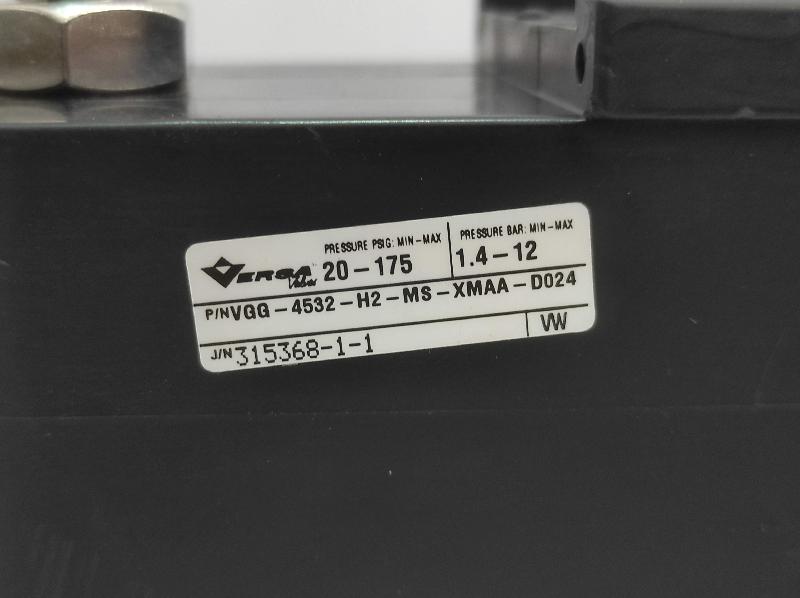 VERSA Valves
PRESSURE PSIG: MIN-MAX
20-175
PRESSURE BAR: MIN-MAX
1.4-12
P/N VGG-4532-H2-MS-XMAA-D024
J/N 315368-1-1
VW